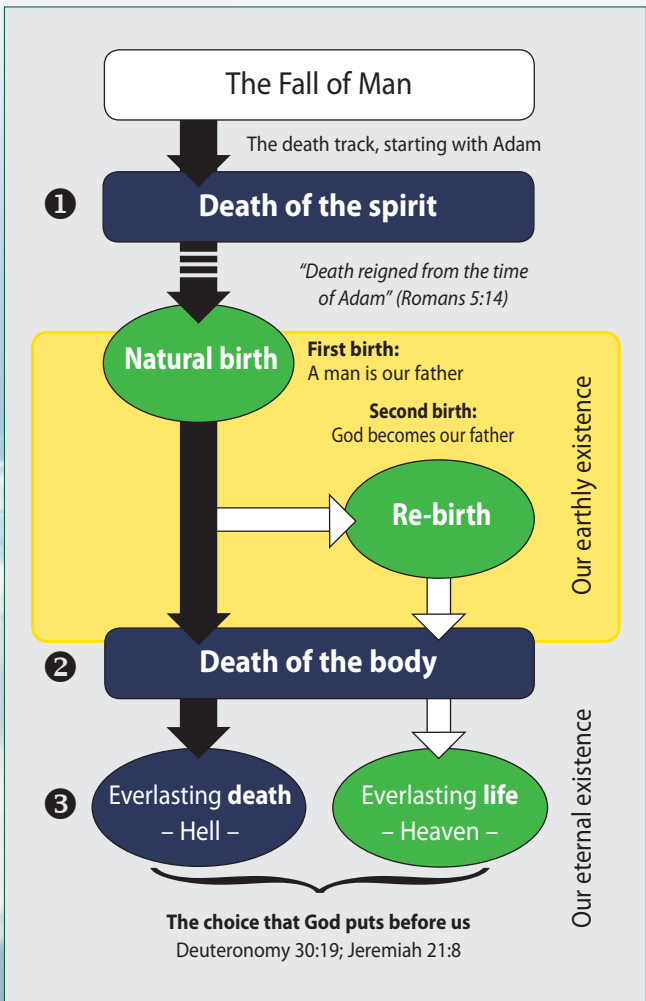 The Fall of Man
The death track, starting with Adam
❶
Death of the spirit
“Death reigned from the time
of Adam” (Romans 5:14)
Natural birth
First birth:
A man is our father
Second birth:
God becomes our father
Re-birth
Our earthly existence
❷
Death of the body
❸
Everlasting death
– Hell –
Everlasting life
– Heaven –
Our eternal existence
The choice that God puts before us
Deuteronomy 30:19; Jeremiah 21:8